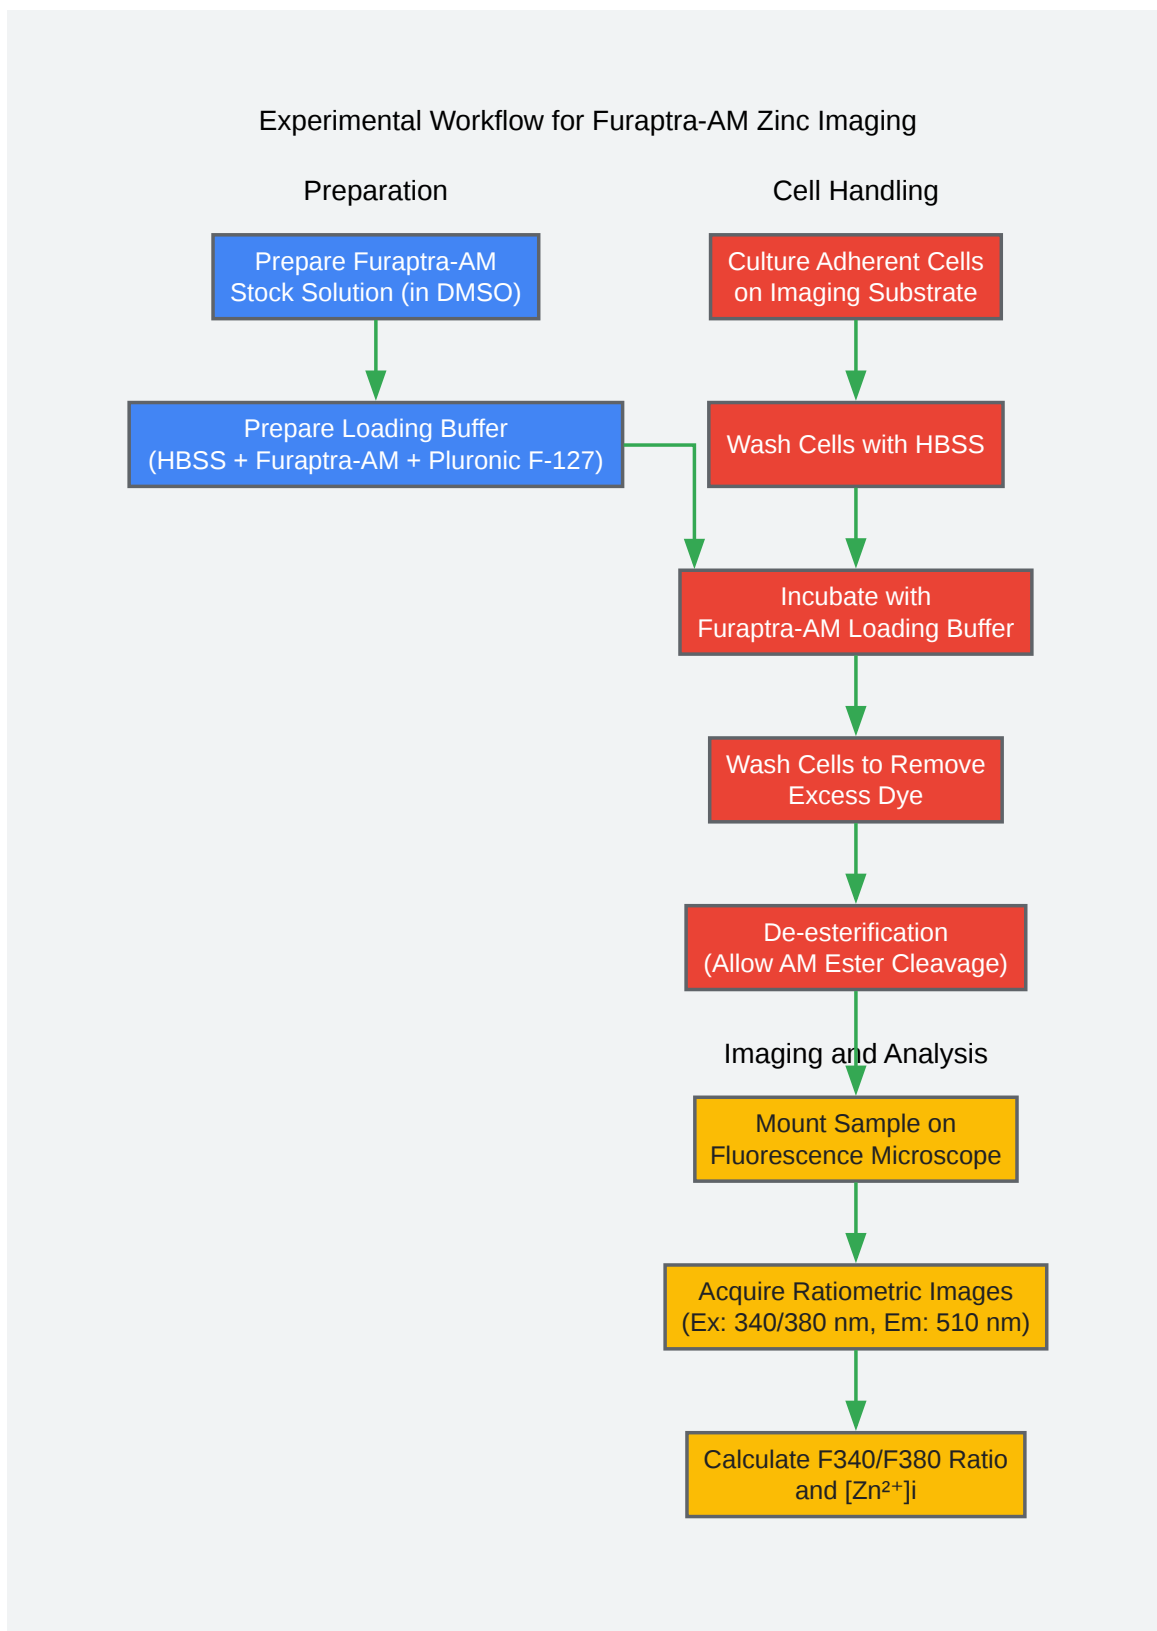 Experimental Workflow for Furaptra-AM Zinc Imaging
Preparation
Prepare Furaptra-AM
Stock Solution (in DMSO)
Prepare Loading Buffer
(HBSS + Furaptra-AM + Pluronic F-127)
Cell Handling
Culture Adherent Cells
on Imaging Substrate
Wash Cells with HBSS
Incubate with
Furaptra-AM Loading Buffer
Wash Cells to Remove
Excess Dye
De-esterification
(Allow AM Ester Cleavage)
Imaging and Analysis
Mount Sample on
Fluorescence Microscope
Acquire Ratiometric Images
(Ex: 340/380 nm, Em: 510 nm)
Calculate F340/F380 Ratio
and [Zn²⁺]i